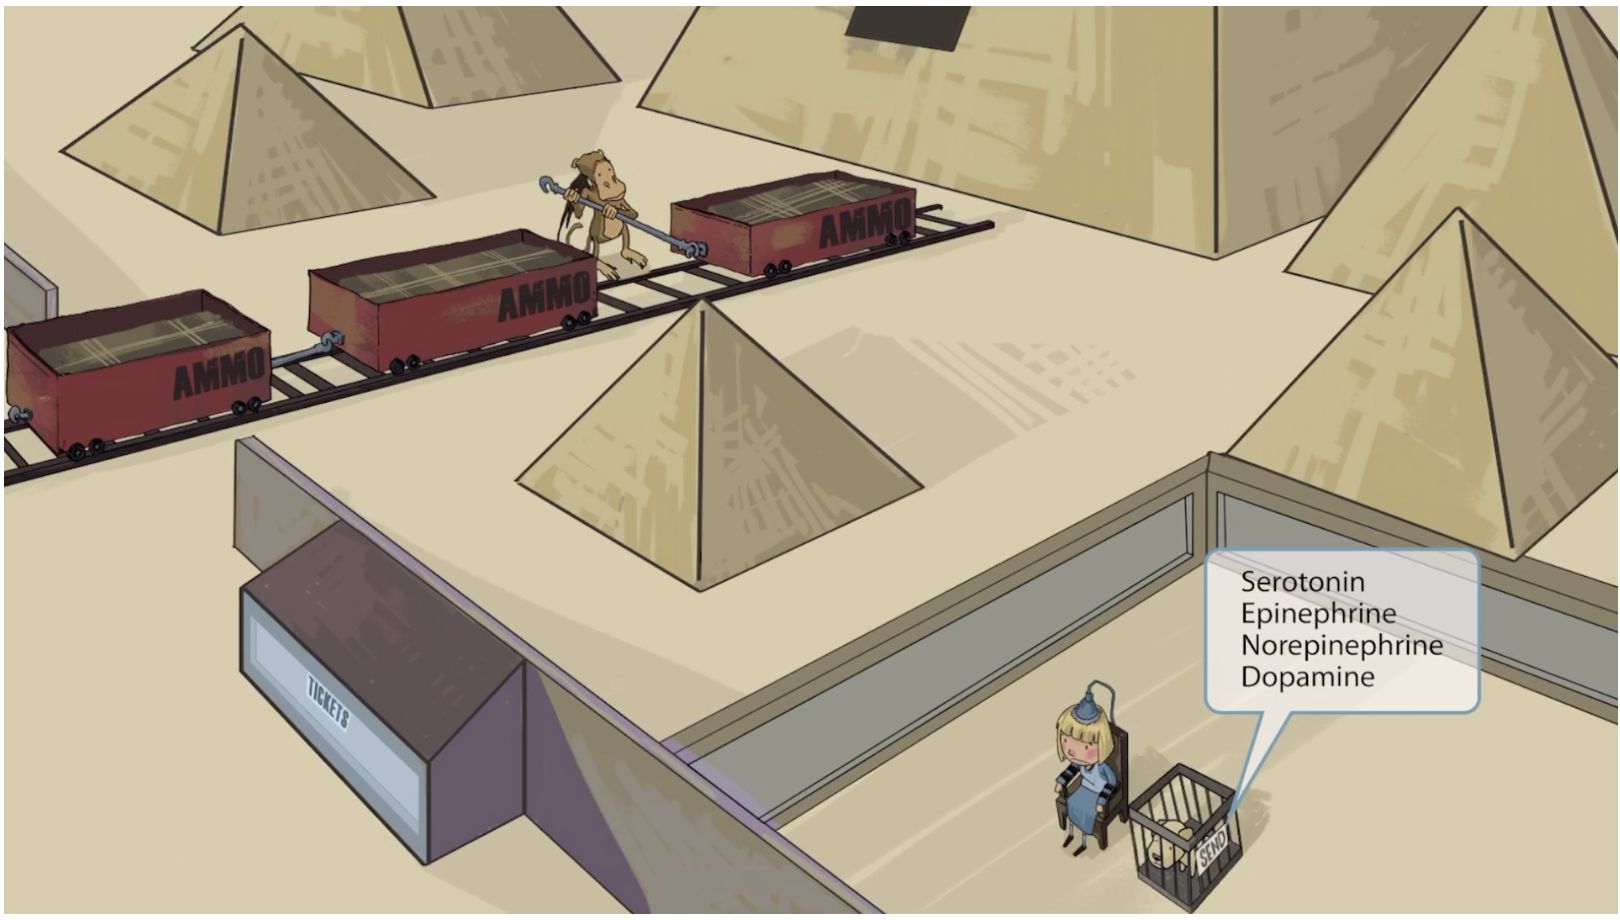 AMMO
AMMO
AMMO
TICKETS
Serotonin
Epinephrine
Norepinephrine
Dopamine
SEND